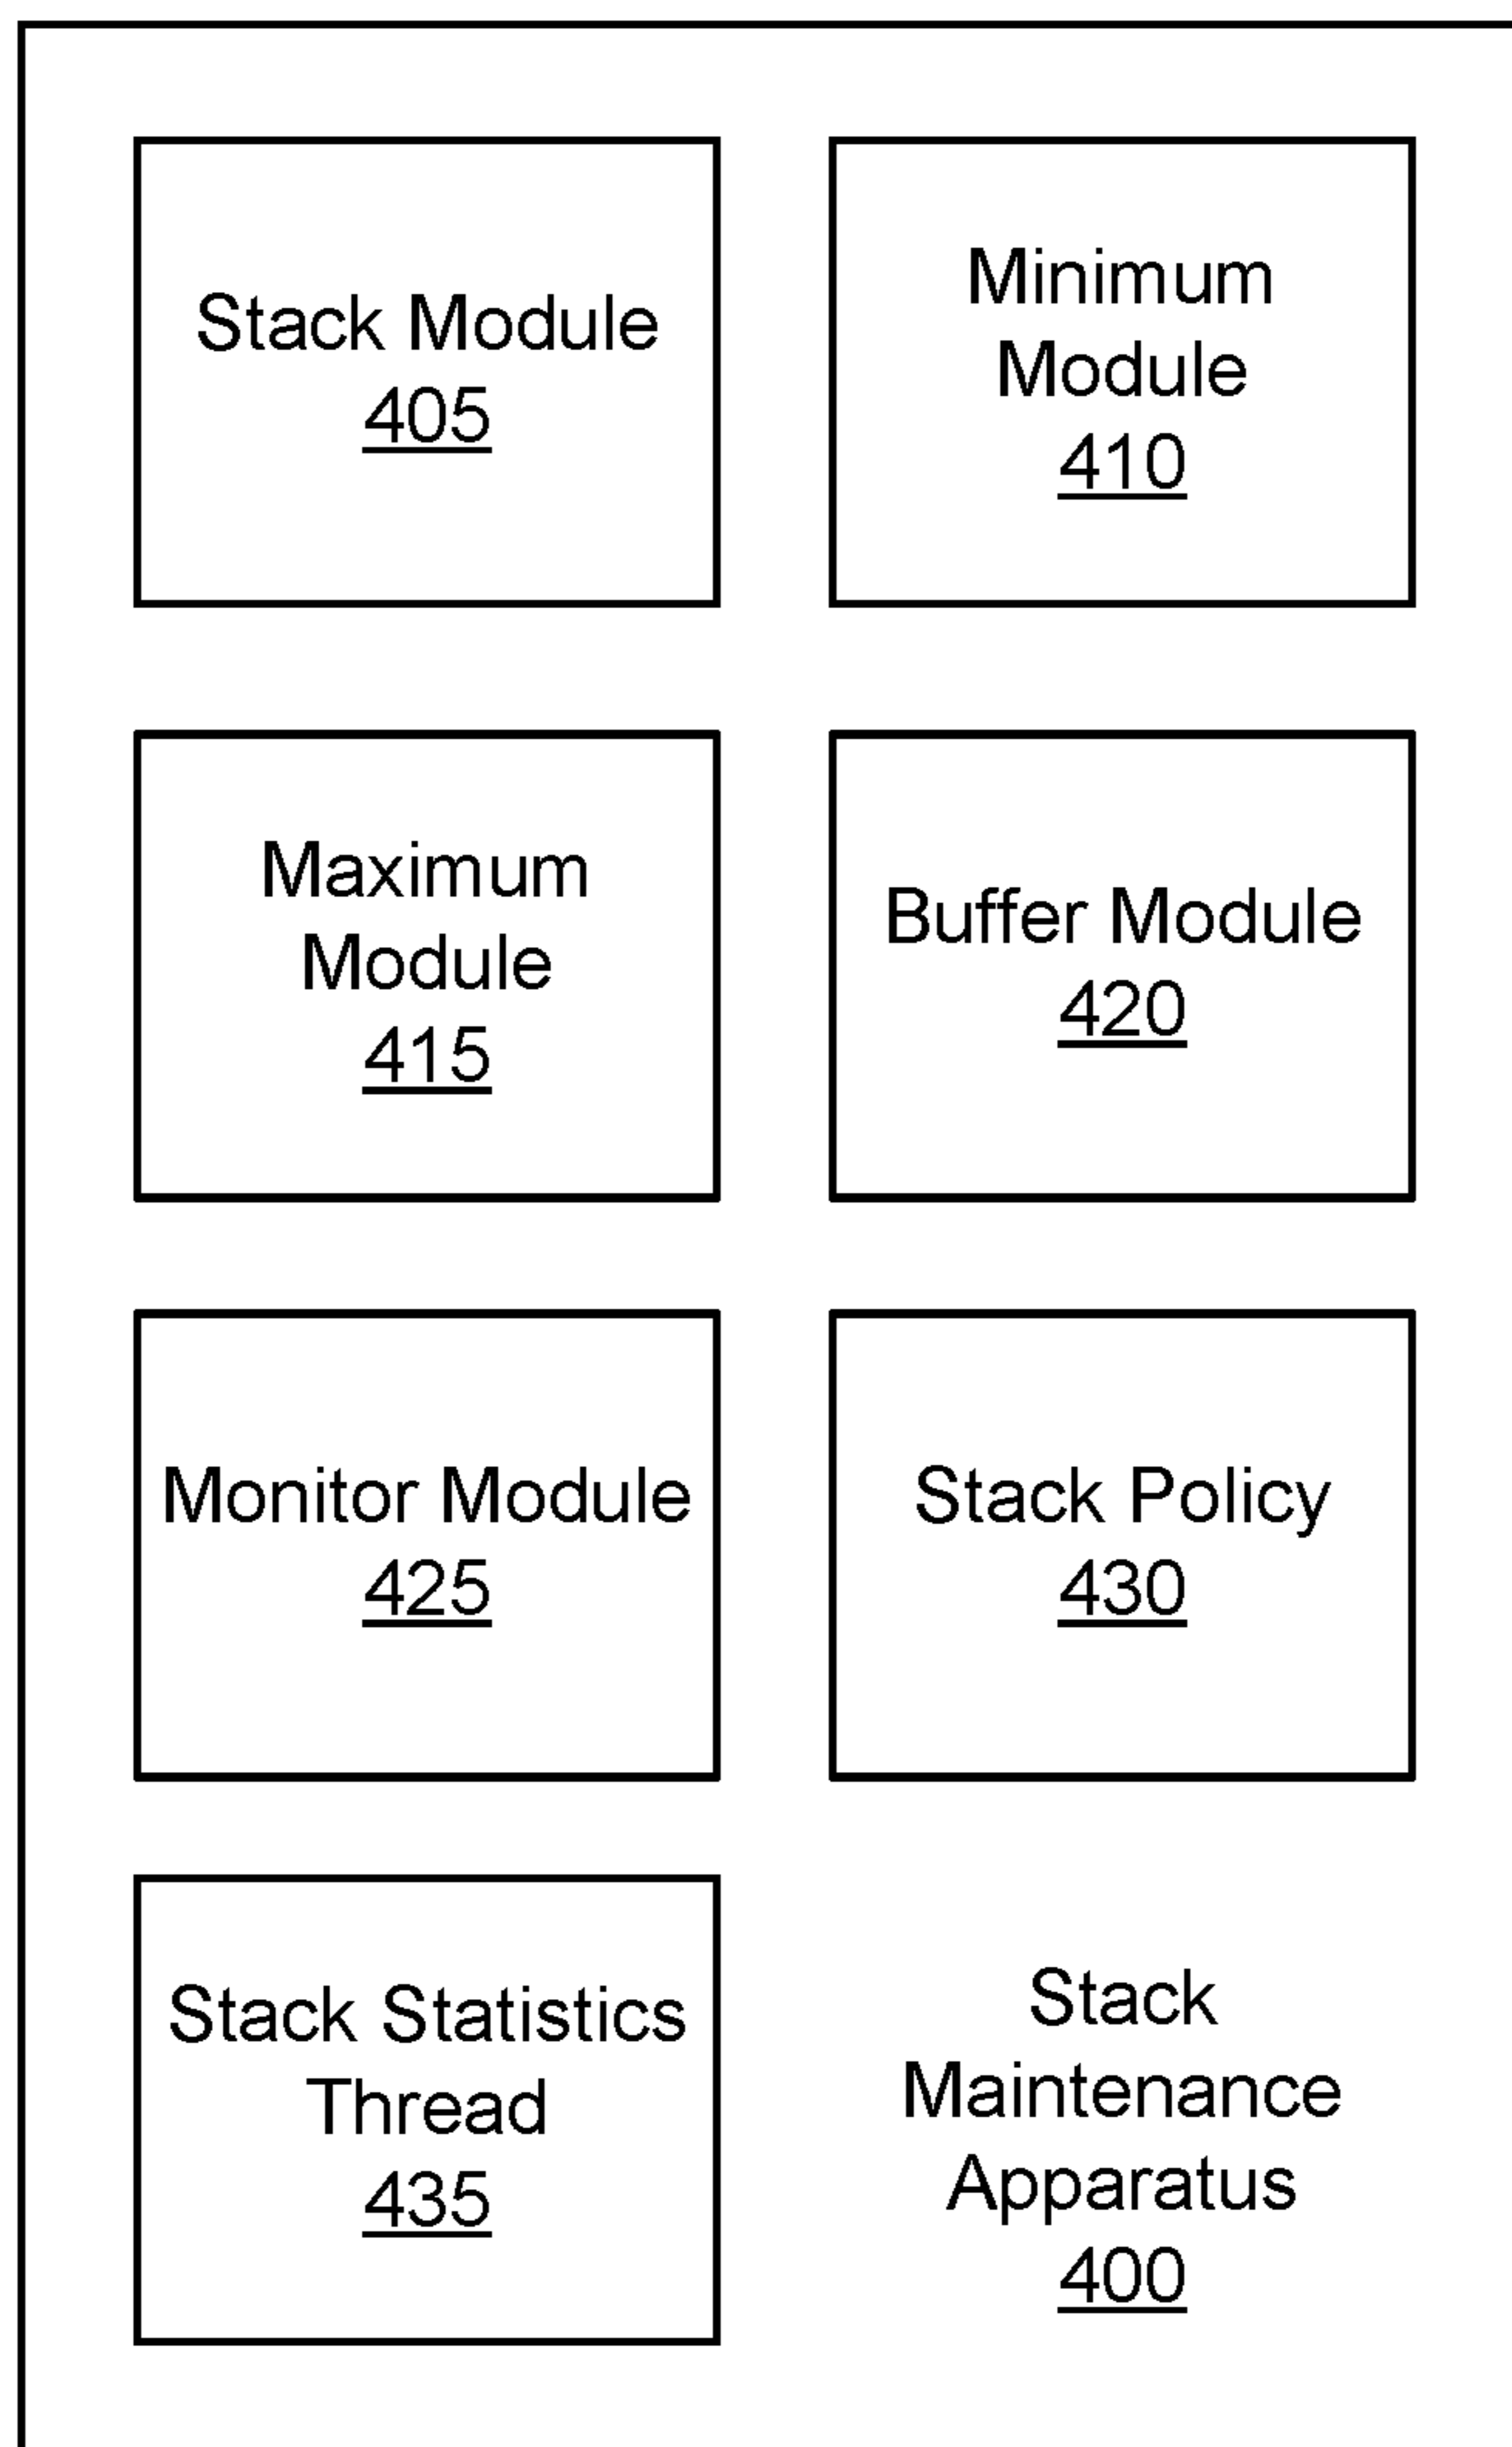 Stack Module
405
Minimum
Module
410
Maximum
Module
415
Buffer Module
420
Monitor Module
425
Stack Policy
430
Stack Statistics
Thread
435
Stack
Maintenance
Apparatus
400